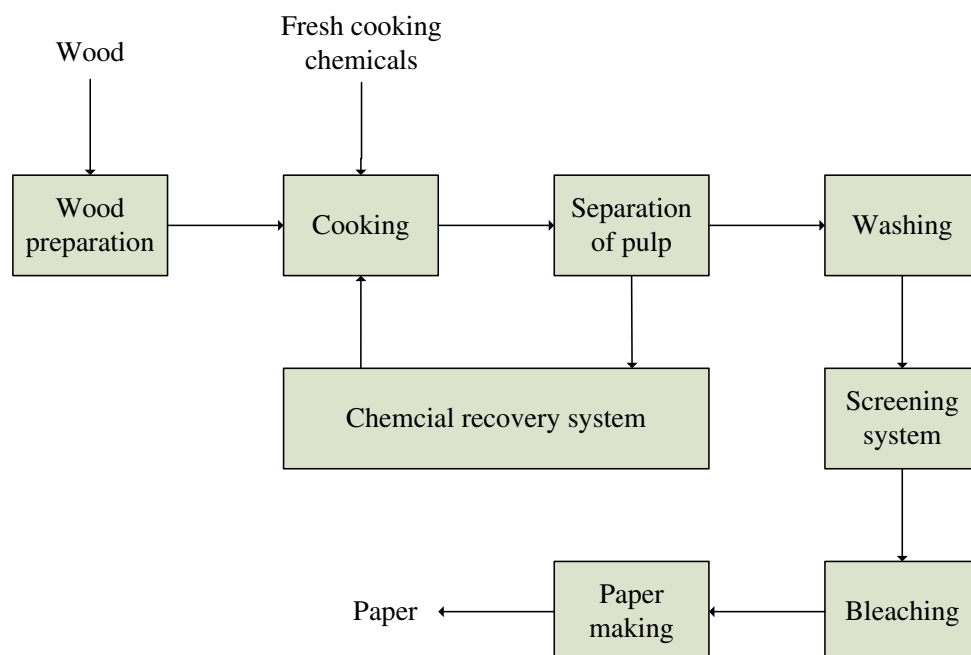 Wood
Fresh cooking
chemicals
Wood
preparation
Cooking
Separation
of pulp
Washing
Chemcial recovery system
Screening
system
Paper
Paper
making
Bleaching